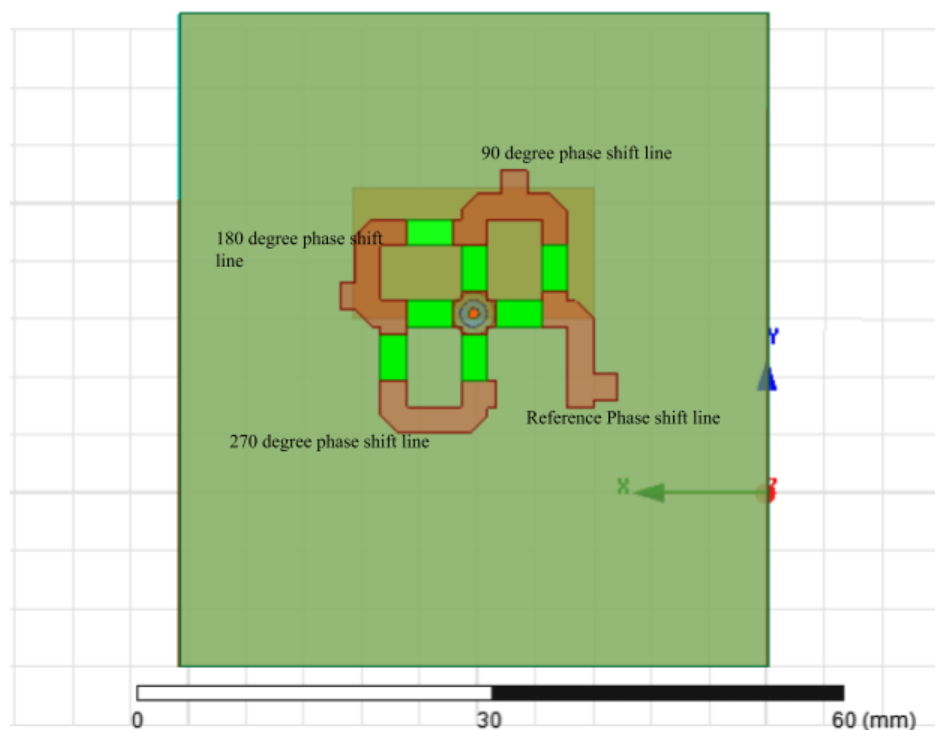 90 degree phase shift line
180 degree phase shift
line
Y
Reference Phase shift line
270 degree phase shift line
X
Z
0
30
60 (mm)